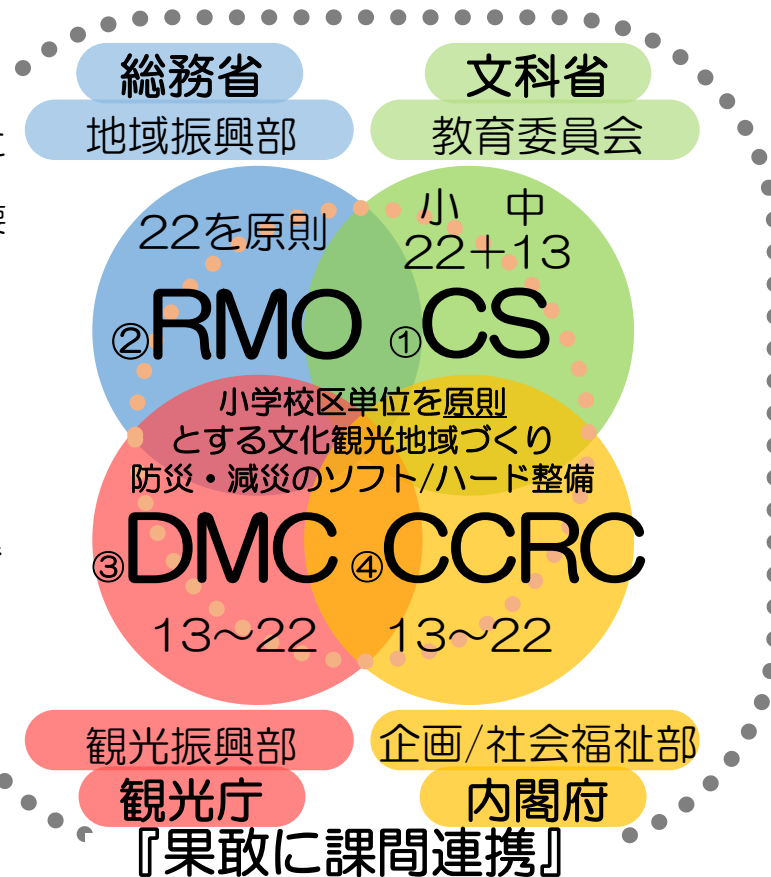 総務省
文科省
地域振興部
教育委員会
22を原則
小 中
22+13
②RMO
①CS
小学校区単位を原則
とする文化観光地域づくり
防災・減災のソフト/ハード整備
③DMC
④CCRC
13~22
13~22
観光振興部
企画/社会福祉部
観光庁
内閣府
『果敢に課間連携』